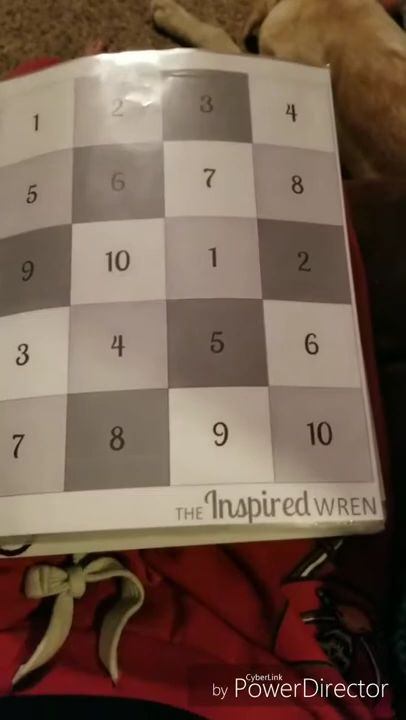 1 2 3 4
5 6 7 8
9 10 1 2
3 4 5 6
7 8 9 10
THE Inspired WREN
CyberLink
by PowerDirector